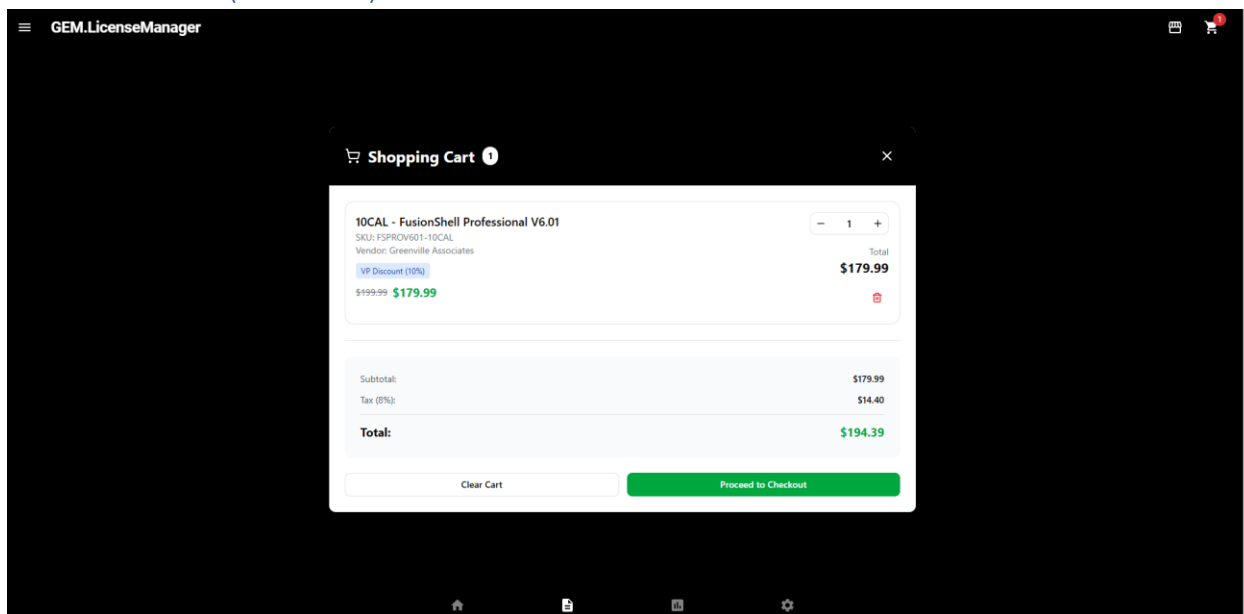 GEM.LicenseManager
1
Shopping Cart 1
10CAL - FusionShell Professional V6.01
SKU: FSPROV601-10CAL
Vendor: Greenville Associates
VP Discount (10%)
$199.99 $179.99
− 1 +
Total
$179.99
Subtotal: $179.99
Tax (8%): $14.40
Total: $194.39
Clear Cart
Proceed to Checkout